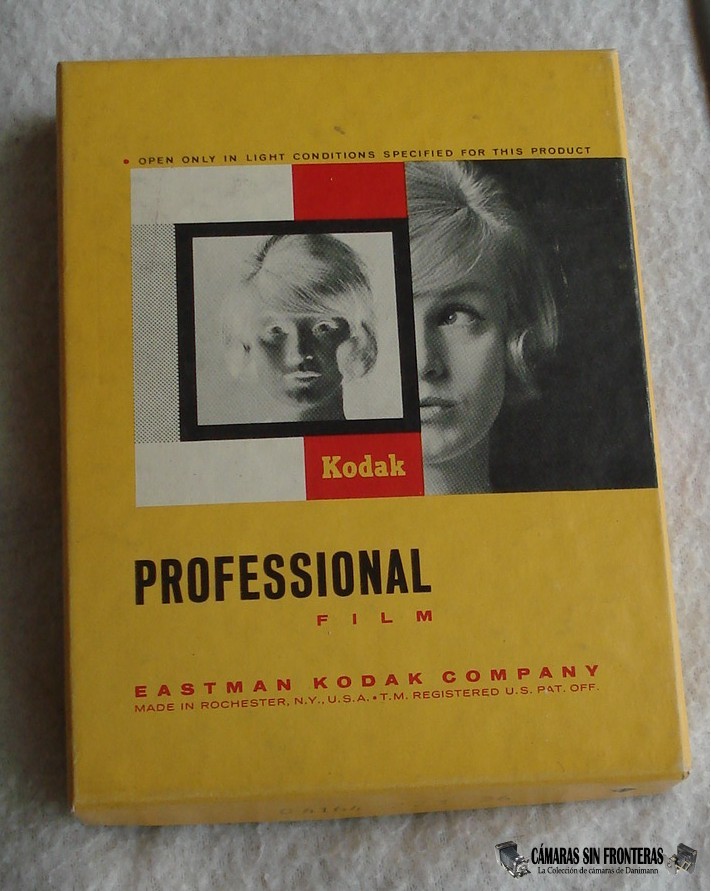 ▪ OPEN ONLY IN LIGHT CONDITIONS SPECIFIED FOR THIS PRODUCT
Kodak
PROFESSIONAL
FILM
EASTMAN KODAK COMPANY
MADE IN ROCHESTER, N.Y., U.S.A. • T.M. REGISTERED U.S. PAT. OFF.
CÁMARAS SIN FRONTERAS
La Colección de cámaras de Danimann